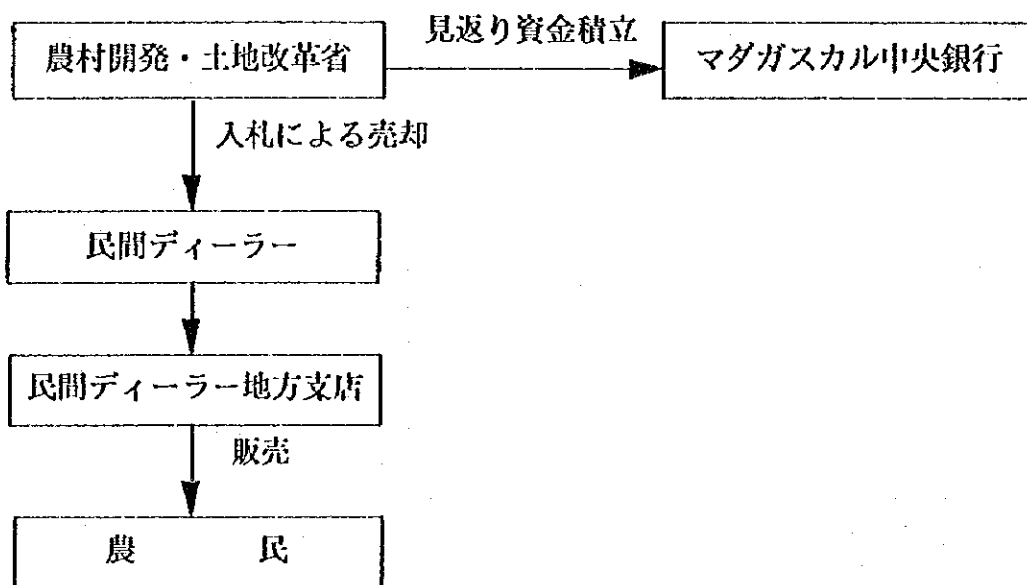 農村開発・土地改革省
見返り資金積立
マダガスカル中央銀行
入札による売却
民間ディーラー
民間ディーラー地方支店
販売
農 民